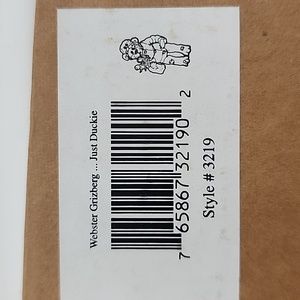 Webster Grizberg ... Just Duckie
7 65867 32190 2
Style # 3219